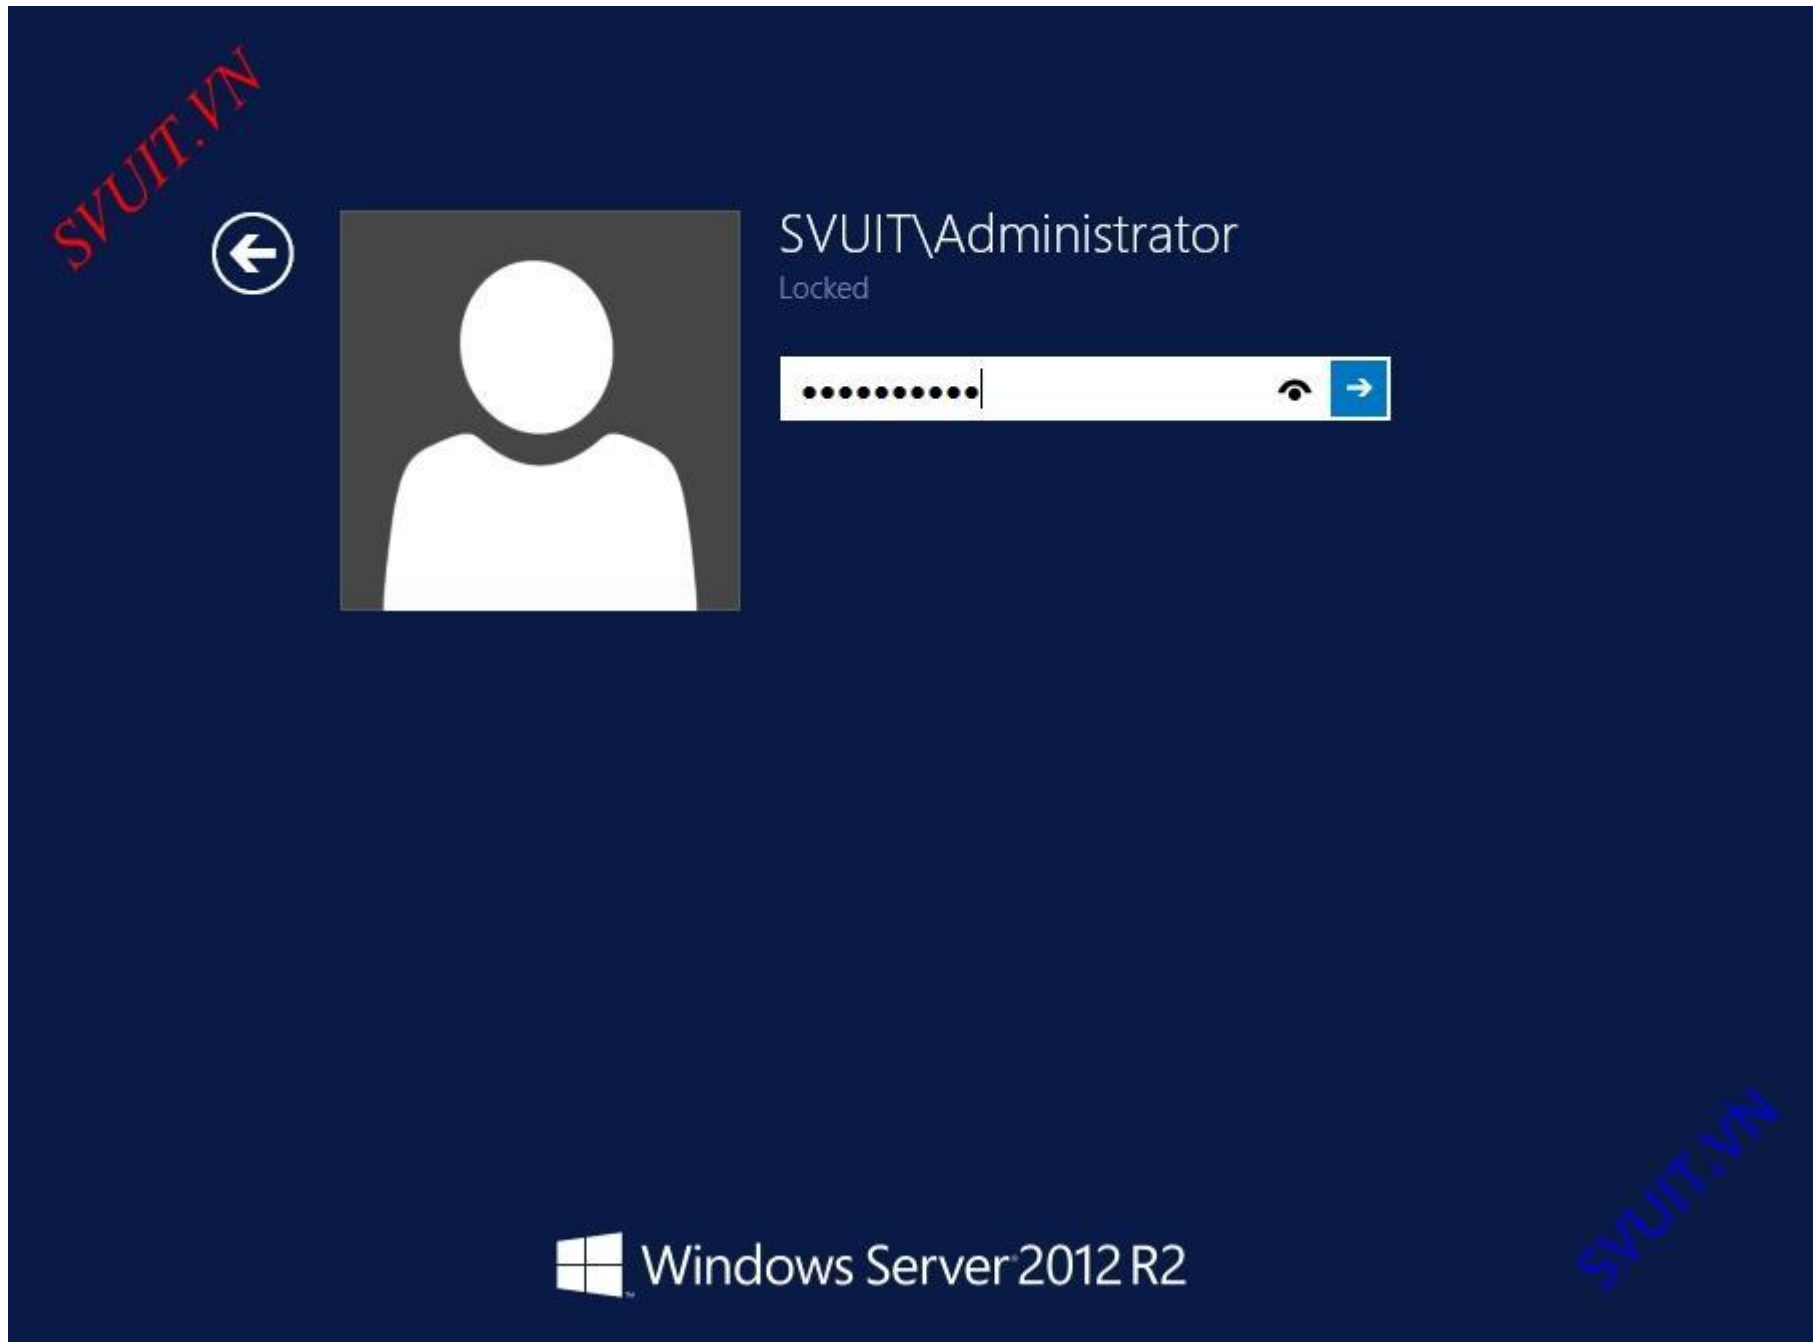 SVUIT.VN
SVUIT\Administrator
Locked
••••••••••
Windows Server 2012 R2
SVUIT.VN